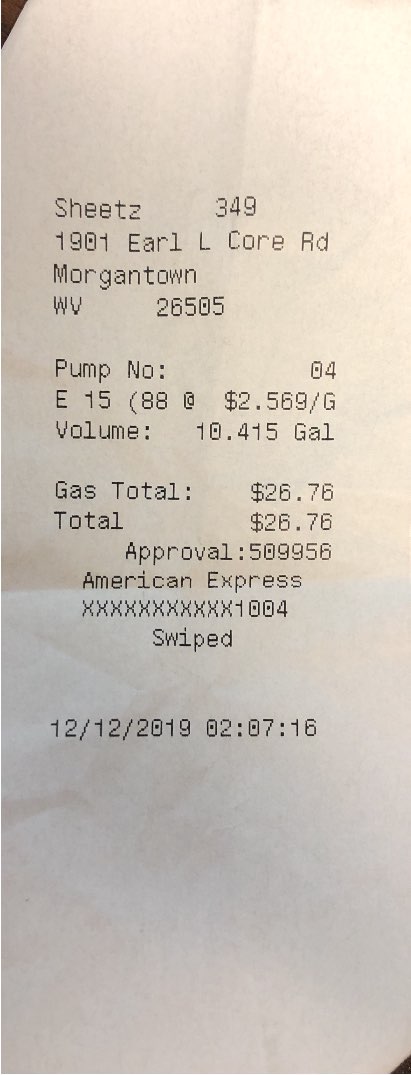 Sheetz 349
1901 Earl L Core Rd
Morgantown
WV 26505
Pump No: 04
E 15 (88 @ $2.569/G
Volume: 10.415 Gal
Gas Total: $26.76
Total $26.76
Approval:509956
American Express
XXXXXXXXXXX1004
Swiped
12/12/2019 02:07:16